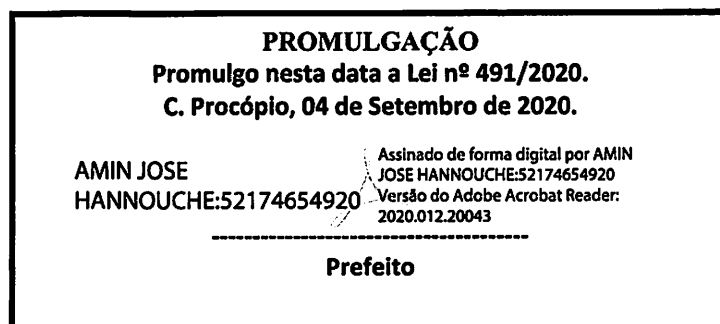 PROMULGAÇÃO
Promulgo nesta data a Lei nº 491/2020.
C. Procópio, 04 de Setembro de 2020.
AMIN JOSE
HANNOUCHE:52174654920
Assinado de forma digital por AMIN
JOSE HANNOUCHE:52174654920
Versão do Adobe Acrobat Reader:
2020.012.20043
Prefeito